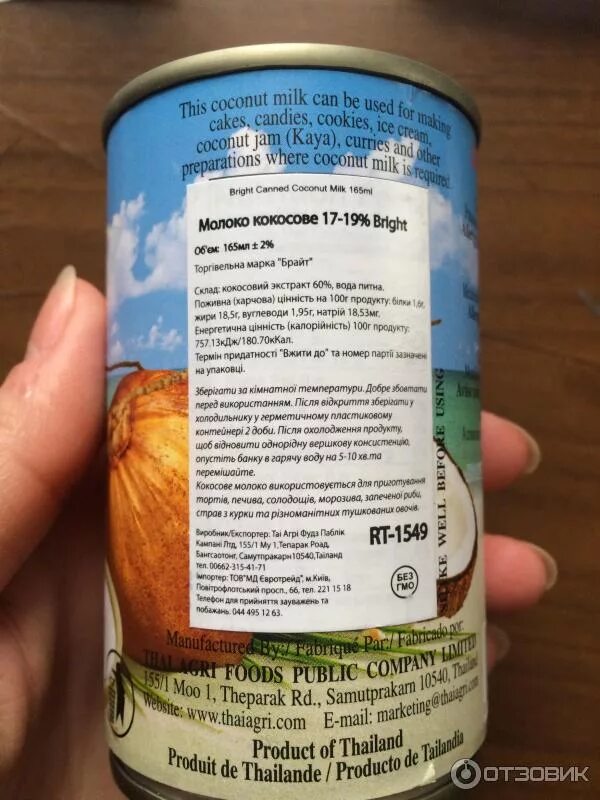 This coconut milk can be used for making
cakes, candies, cookies, ice cream,
coconut jam (Kaya), curries and other
preparations where coconut milk is required.
Bright Canned Coconut Milk 165ml
Молоко кокосове 17-19% Bright
Об'єм: 165мл ± 2%
Торгівельна марка "Брайт"
Склад: кокосовий экстракт 60%, вода питна.
Поживна (харчова) цінність на 100г продукту: білки 1,6г,
жири 18,5г, вуглеводи 1,95г, натрій 18,53мг.
Енергетична цінність (калорійність) 100г продукту:
757.13кДж/180.70кКал.
Термін придатності "Вжити до" та номер партії зазначені
на упаковці.
Зберігати за кімнатної температури. Добре збовтати
перед використанням. Після відкриття зберігати у
холодильнику у герметичному пластиковому
контейнері 2 доби. Після охолодження продукту,
щоб відновити однорідну вершкову консистенцію,
опустіть банку в гарячу воду на 5-10 хв.та
перемішайте.
Кокосове молоко використовується для приготування
тортів, печива, солодощів, морозива, запеченої риби,
страв з курки та різноманітних тушкованих овочів.
Виробник/Експортер: Таі Агрі Фудз Паблік
Кампані Лтд, 155/1 Му 1,Тепарак Роад,
Бангсаотонг, Самутпракарн10540,Таіланд
тел. 00662-315-41-71
Імпортер: ТОВ"МД Євротрейд", м.Київ,
Повітрофлотський просп., 66 тел. 221 15 18
Телефон для прийняття зауважень та
побажань: 044 495 12 63.
RT-1549
БЕЗ
ГМО
SHAKE WELL BEFORE USING
Manufactured By:/ Fabriqué Par:/ Fabricado por:
THAI AGRI FOODS PUBLIC COMPANY LIMITED
155/1 Moo 1, Theparak Rd., Samutprakarn 10540, Thailand
Website: www.thaiagri.com E-mail: marketing@thaiagri.com
Product of Thailand
Produit de Thailande / Producto de Tailandia
ОТЗОВИК